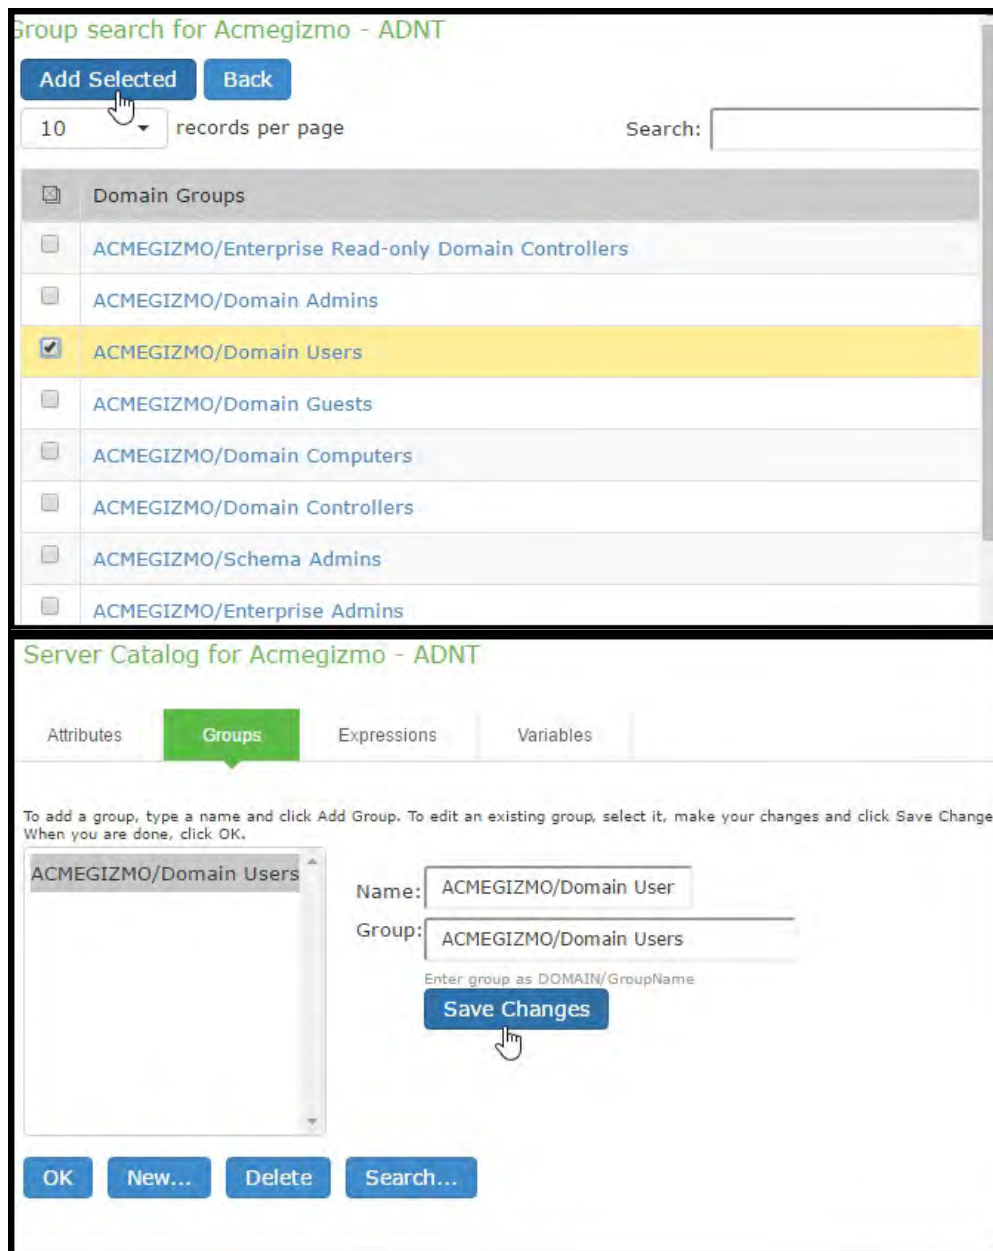 Group search for Acmegizmo - ADNT
Add Selected Back
10 records per page Search:
Domain Groups
ACMEGIZMO/Enterprise Read-only Domain Controllers
ACMEGIZMO/Domain Admins
ACMEGIZMO/Domain Users
ACMEGIZMO/Domain Guests
ACMEGIZMO/Domain Computers
ACMEGIZMO/Domain Controllers
ACMEGIZMO/Schema Admins
ACMEGIZMO/Enterprise Admins
Server Catalog for Acmegizmo - ADNT
Attributes Groups Expressions Variables
To add a group, type a name and click Add Group. To edit an existing group, select it, make your changes and click Save Change
When you are done, click OK.
ACMEGIZMO/Domain Users
Name: ACMEGIZMO/Domain User
Group: ACMEGIZMO/Domain Users
Enter group as DOMAIN/GroupName
Save Changes
OK New... Delete Search...